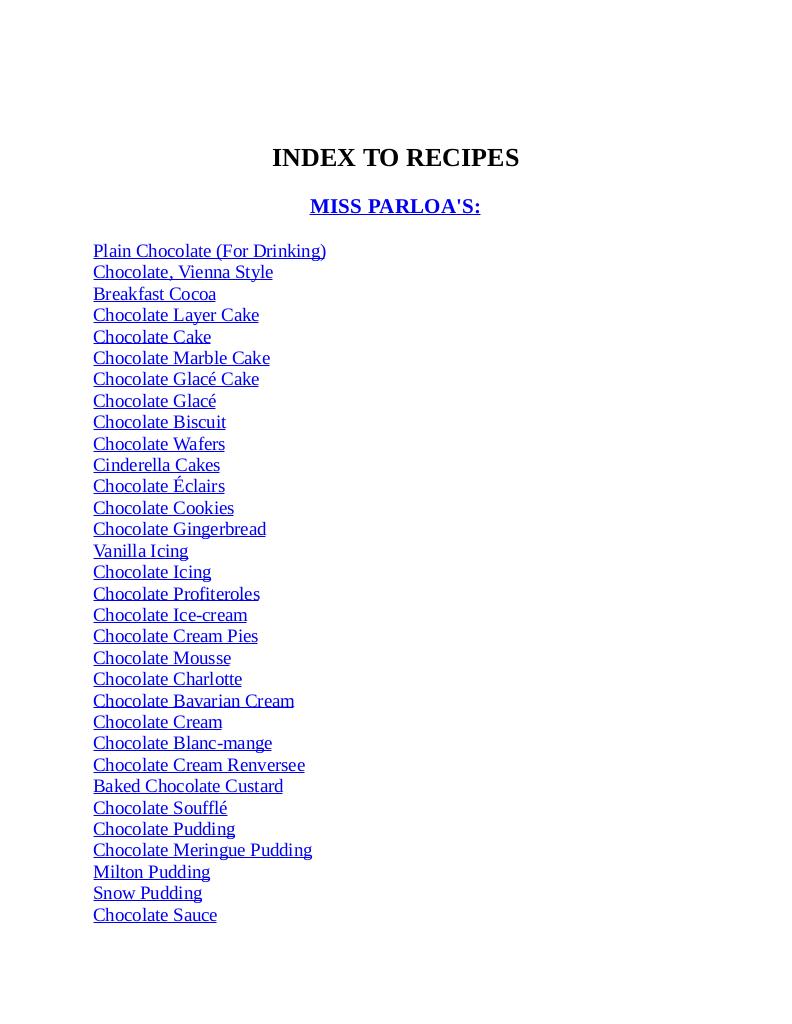 INDEX TO RECIPES
MISS PARLOA'S:
Plain Chocolate (For Drinking)
Chocolate, Vienna Style
Breakfast Cocoa
Chocolate Layer Cake
Chocolate Cake
Chocolate Marble Cake
Chocolate Glacé Cake
Chocolate Glacé
Chocolate Biscuit
Chocolate Wafers
Cinderella Cakes
Chocolate Éclairs
Chocolate Cookies
Chocolate Gingerbread
Vanilla Icing
Chocolate Icing
Chocolate Profiteroles
Chocolate Ice-cream
Chocolate Cream Pies
Chocolate Mousse
Chocolate Charlotte
Chocolate Bavarian Cream
Chocolate Cream
Chocolate Blanc-mange
Chocolate Cream Renversee
Baked Chocolate Custard
Chocolate Soufflé
Chocolate Pudding
Chocolate Meringue Pudding
Milton Pudding
Snow Pudding
Chocolate Sauce